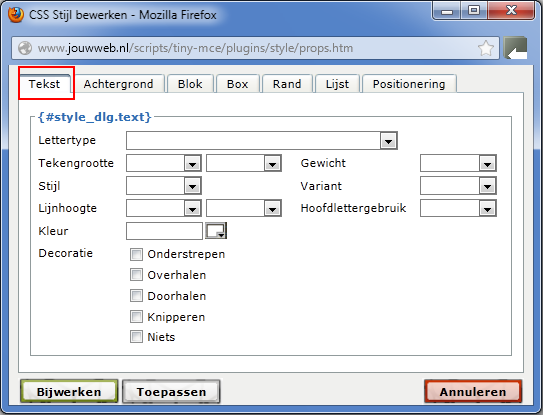 CSS Stijl bewerken - Mozilla Firefox
www.jouwweb.nl/scripts/tiny-mce/plugins/style/props.htm
Tekst Achtergrond Blok Box Rand Lijst Positionering
{#style_dlg.text}
Lettertype
Tekengrootte Gewicht
Stijl Variant
Lijnhoogte Hoofdlettergebruik
Kleur
Decoratie Onderstrepen
Overhalen
Doorhalen
Knipperen
Niets
Bijwerken Toepassen Annuleren